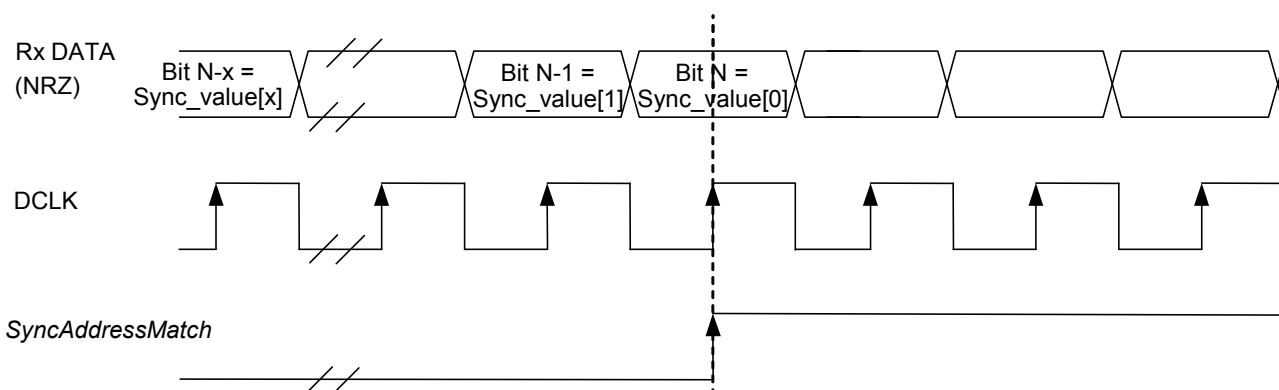 Rx DATA
(NRZ)
Bit N-x =
Sync_value[x]
Bit N-1 =
Sync_value[1]
Bit N =
Sync_value[0]
DCLK
SyncAddressMatch